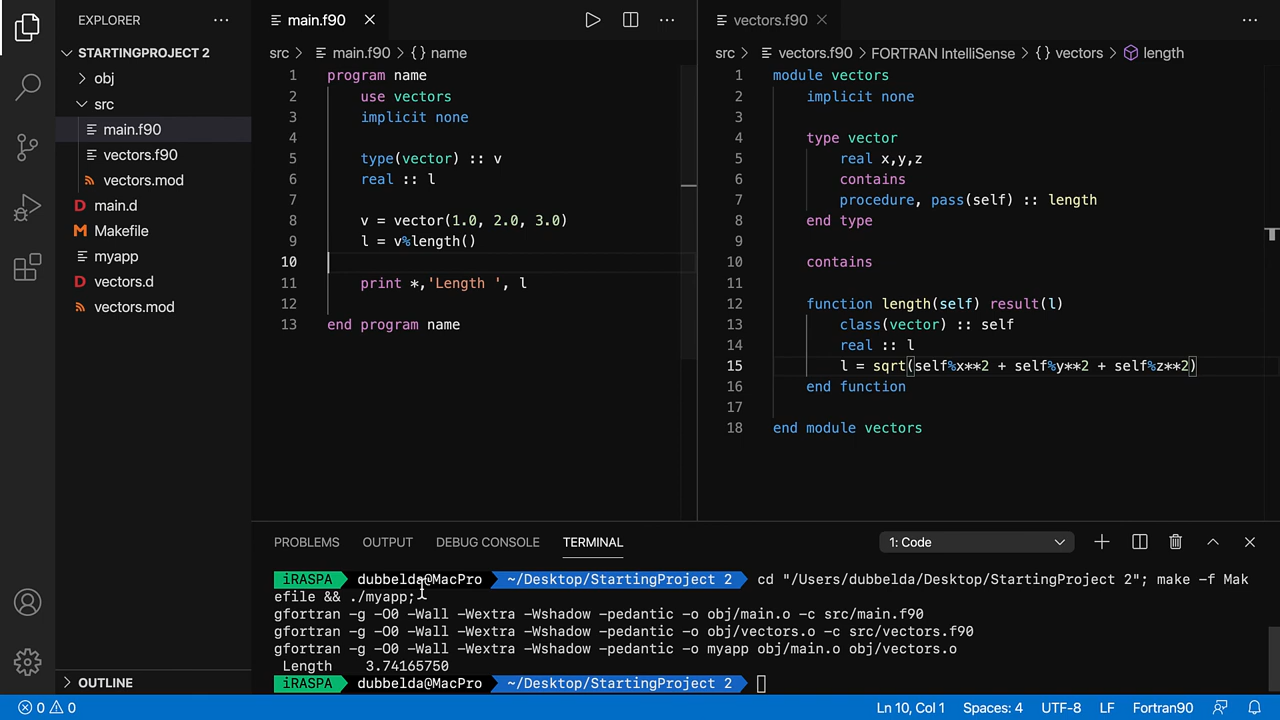 EXPLORER ...
STARTINGPROJECT 2
obj
src
main.f90
vectors.f90
vectors.mod
D main.d
M Makefile
myapp
D vectors.d
vectors.mod
OUTLINE
main.f90
src > main.f90 > {} name
1 program name
2 use vectors
3 implicit none
4
5 type(vector) :: v
6 real :: l
7
8 v = vector(1.0, 2.0, 3.0)
9 l = v%length()
10
11 print *,'Length ', l
12
13 end program name
vectors.f90
src > vectors.f90 > FORTRAN IntelliSense > {} vectors > length
1 module vectors
2 implicit none
3
4 type vector
5 real x,y,z
6 contains
7 procedure, pass(self) :: length
8 end type
9
10 contains
11
12 function length(self) result(l)
13 class(vector) :: self
14 real :: l
15 l = sqrt(self%x**2 + self%y**2 + self%z**2)
16 end function
17
18 end module vectors
PROBLEMS OUTPUT DEBUG CONSOLE TERMINAL 1: Code
iRASPA dubbelda@MacPro ~/Desktop/StartingProject 2 cd "/Users/dubbelda/Desktop/StartingProject 2"; make -f Mak
efile && ./myapp;
gfortran -g -O0 -Wall -Wextra -Wshadow -pedantic -o obj/main.o -c src/main.f90
gfortran -g -O0 -Wall -Wextra -Wshadow -pedantic -o obj/vectors.o -c src/vectors.f90
gfortran -g -O0 -Wall -Wextra -Wshadow -pedantic -o myapp obj/main.o obj/vectors.o
Length 3.74165750
iRASPA dubbelda@MacPro ~/Desktop/StartingProject 2
0 0 Ln 10, Col 1 Spaces: 4 UTF-8 LF Fortran90